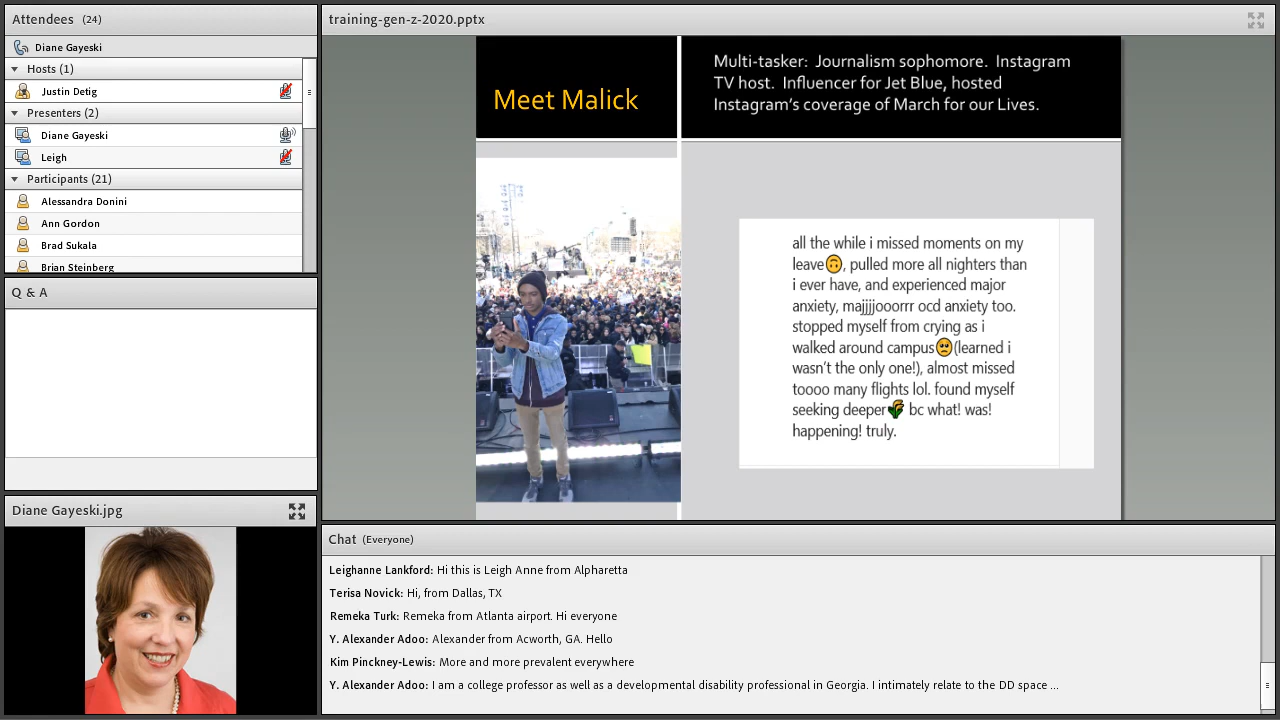 Attendees (24)
Diane Gayeski
Hosts (1)
Justin Detig
Presenters (2)
Diane Gayeski
Leigh
Participants (21)
Alessandra Donini
Ann Gordon
Brad Sukala
Brian Steinberg
Q & A
Diane Gayeski.jpg
training-gen-z-2020.pptx
Meet Malick
Multi-tasker: Journalism sophomore. Instagram
TV host. Influencer for Jet Blue, hosted
Instagram's coverage of March for our Lives.
all the while i missed moments on my
leave🙃, pulled more all nighters than
i ever have, and experienced major
anxiety, majjjjooorrr ocd anxiety too.
stopped myself from crying as i
walked around campus🥺(learned i
wasn't the only one!), almost missed
toooo many flights lol. found myself
seeking deeper🌷 bc what! was!
happening! truly.
Chat (Everyone)
Leighanne Lankford: Hi this is Leigh Anne from Alpharetta
Terisa Novick: Hi, from Dallas, TX
Remeka Turk: Remeka from Atlanta airport. Hi everyone
Y. Alexander Adoo: Alexander from Acworth, GA. Hello
Kim Pinckney-Lewis: More and more prevalent everywhere
Y. Alexander Adoo: I am a college professor as well as a developmental disability professional in Georgia. I intimately relate to the DD space ...